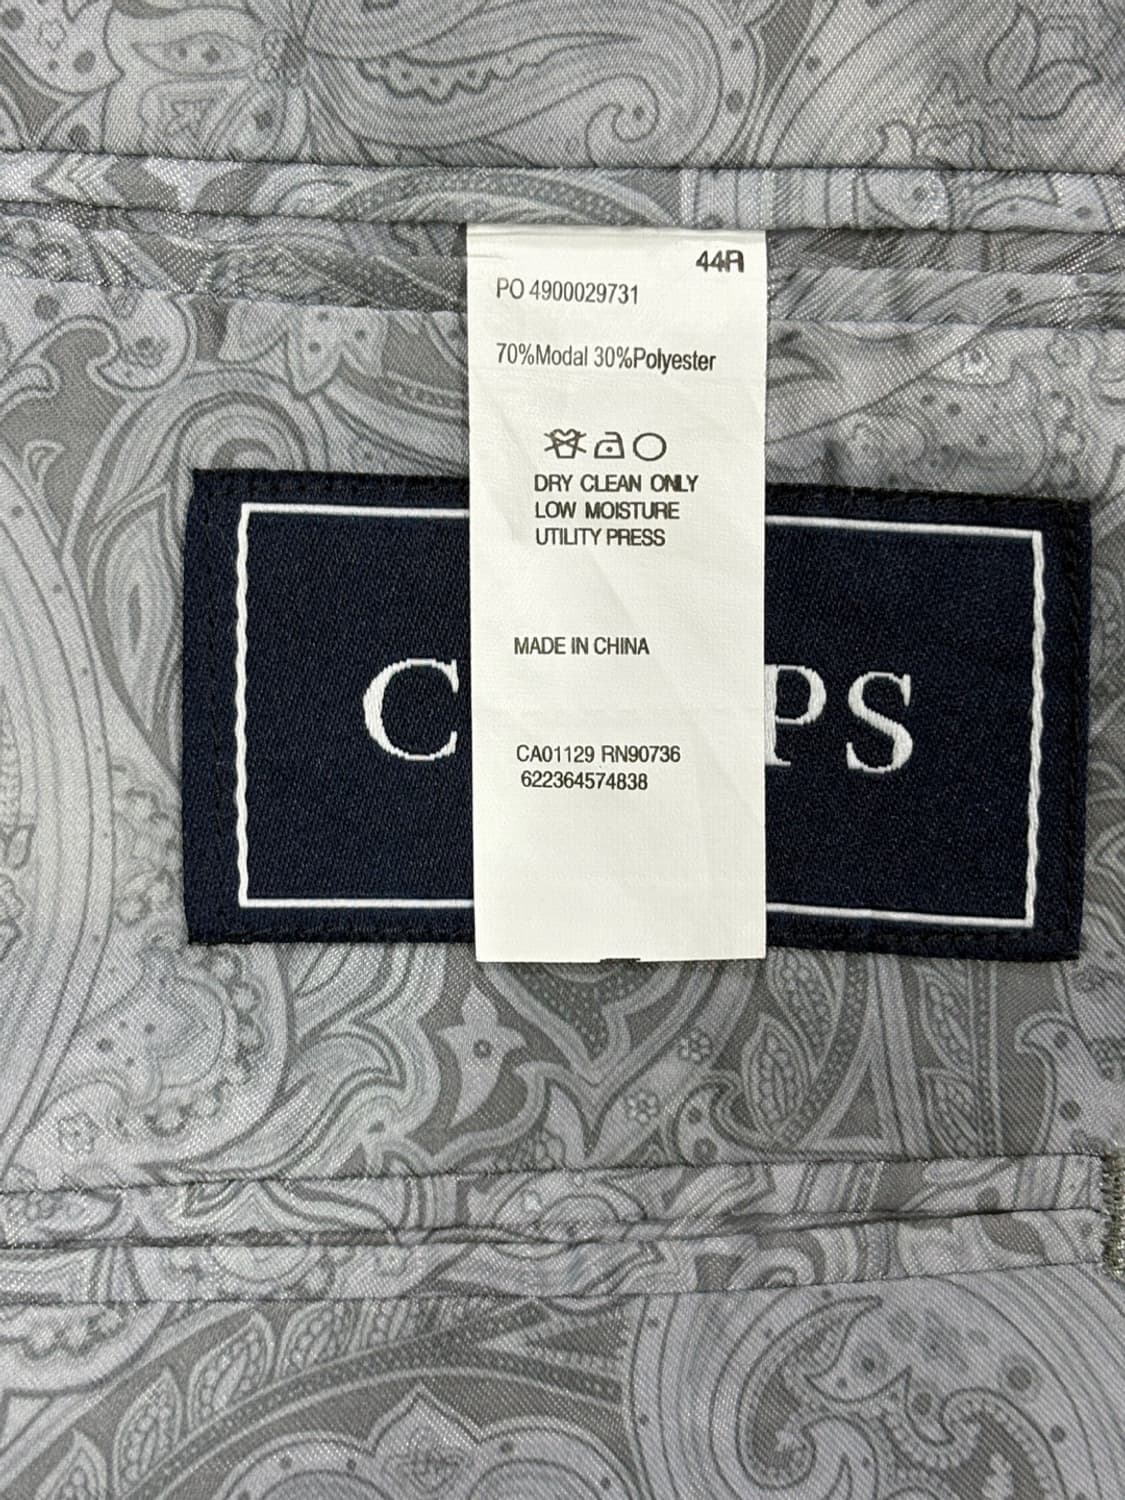 44R
PO 4900029731
70%Modal 30%Polyester
DRY CLEAN ONLY
LOW MOISTURE
UTILITY PRESS
MADE IN CHINA
C PS
CA01129 RN90736
622364574838